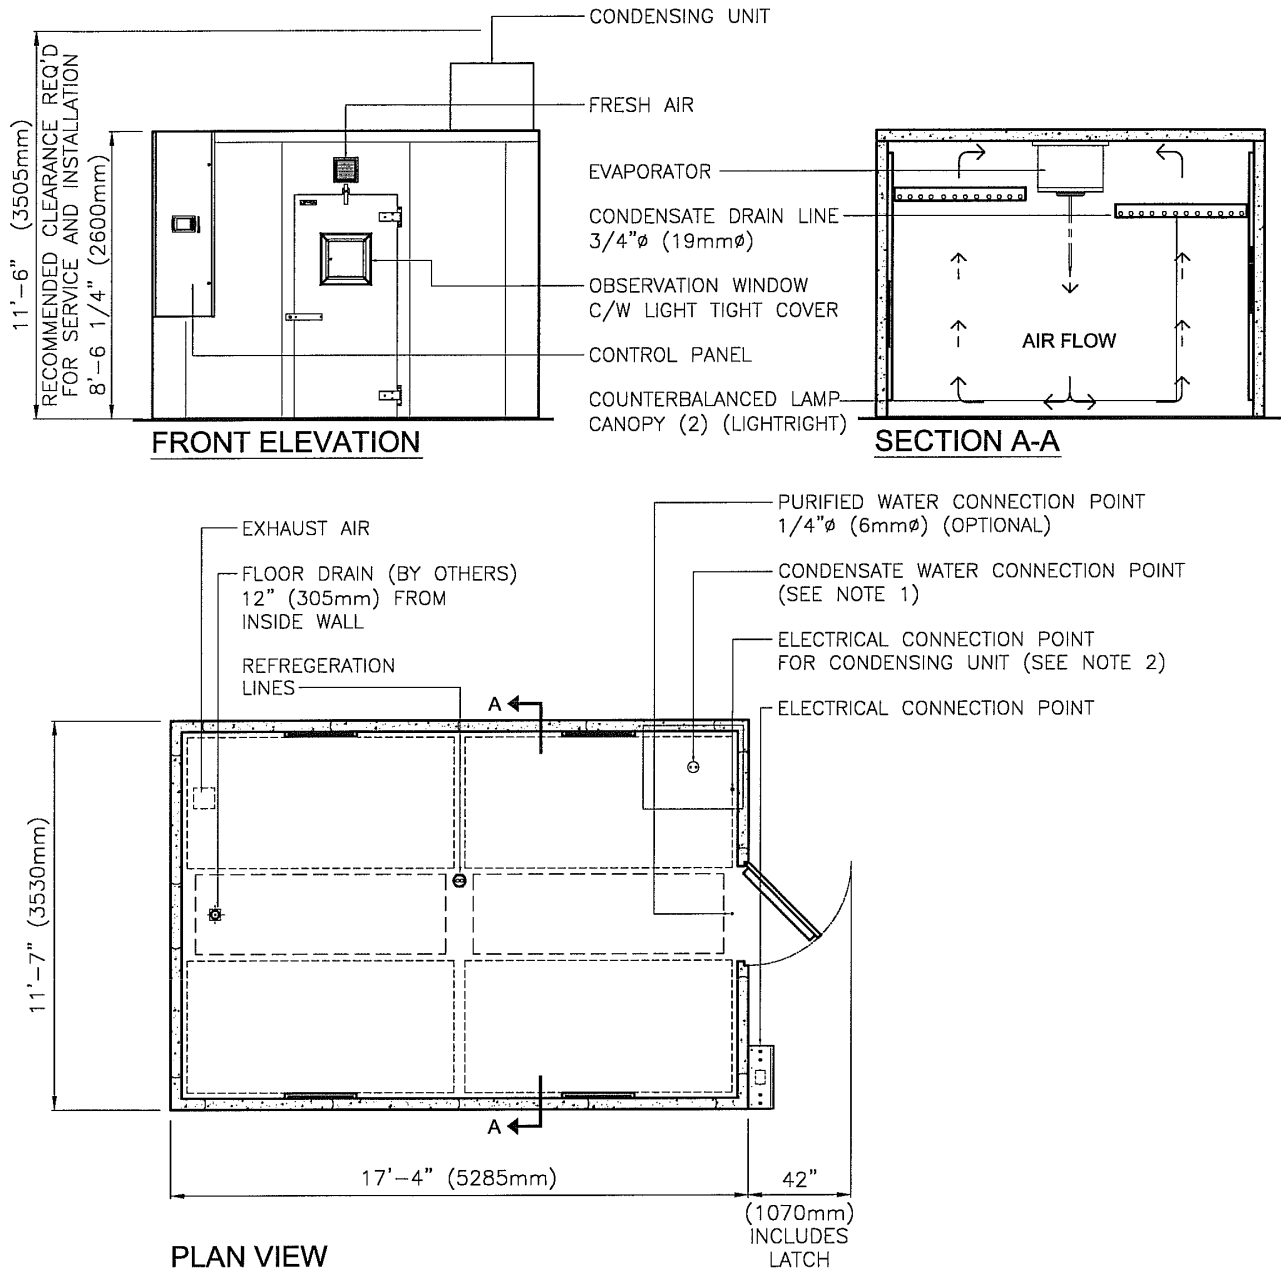 CONDENSING UNIT
11'-6" (3505mm)
RECOMMENDED CLEARANCE REQ'D
FOR SERVICE AND INSTALLATION
8'-6 1/4" (2600mm)
FRESH AIR
EVAPORATOR
CONDENSATE DRAIN LINE
3/4"ø (19mmø)
OBSERVATION WINDOW
C/W LIGHT TIGHT COVER
CONTROL PANEL
COUNTERBALANCED LAMP
CANOPY (2) (LIGHTRIGHT)
AIR FLOW
FRONT ELEVATION
SECTION A-A
EXHAUST AIR
FLOOR DRAIN (BY OTHERS)
12" (305mm) FROM
INSIDE WALL
REFREGERATION
LINES
PURIFIED WATER CONNECTION POINT
1/4"ø (6mmø) (OPTIONAL)
CONDENSATE WATER CONNECTION POINT
(SEE NOTE 1)
ELECTRICAL CONNECTION POINT
FOR CONDENSING UNIT (SEE NOTE 2)
ELECTRICAL CONNECTION POINT
A
11'-7" (3530mm)
A
17'-4" (5285mm)
42"
(1070mm)
INCLUDES
LATCH
PLAN VIEW